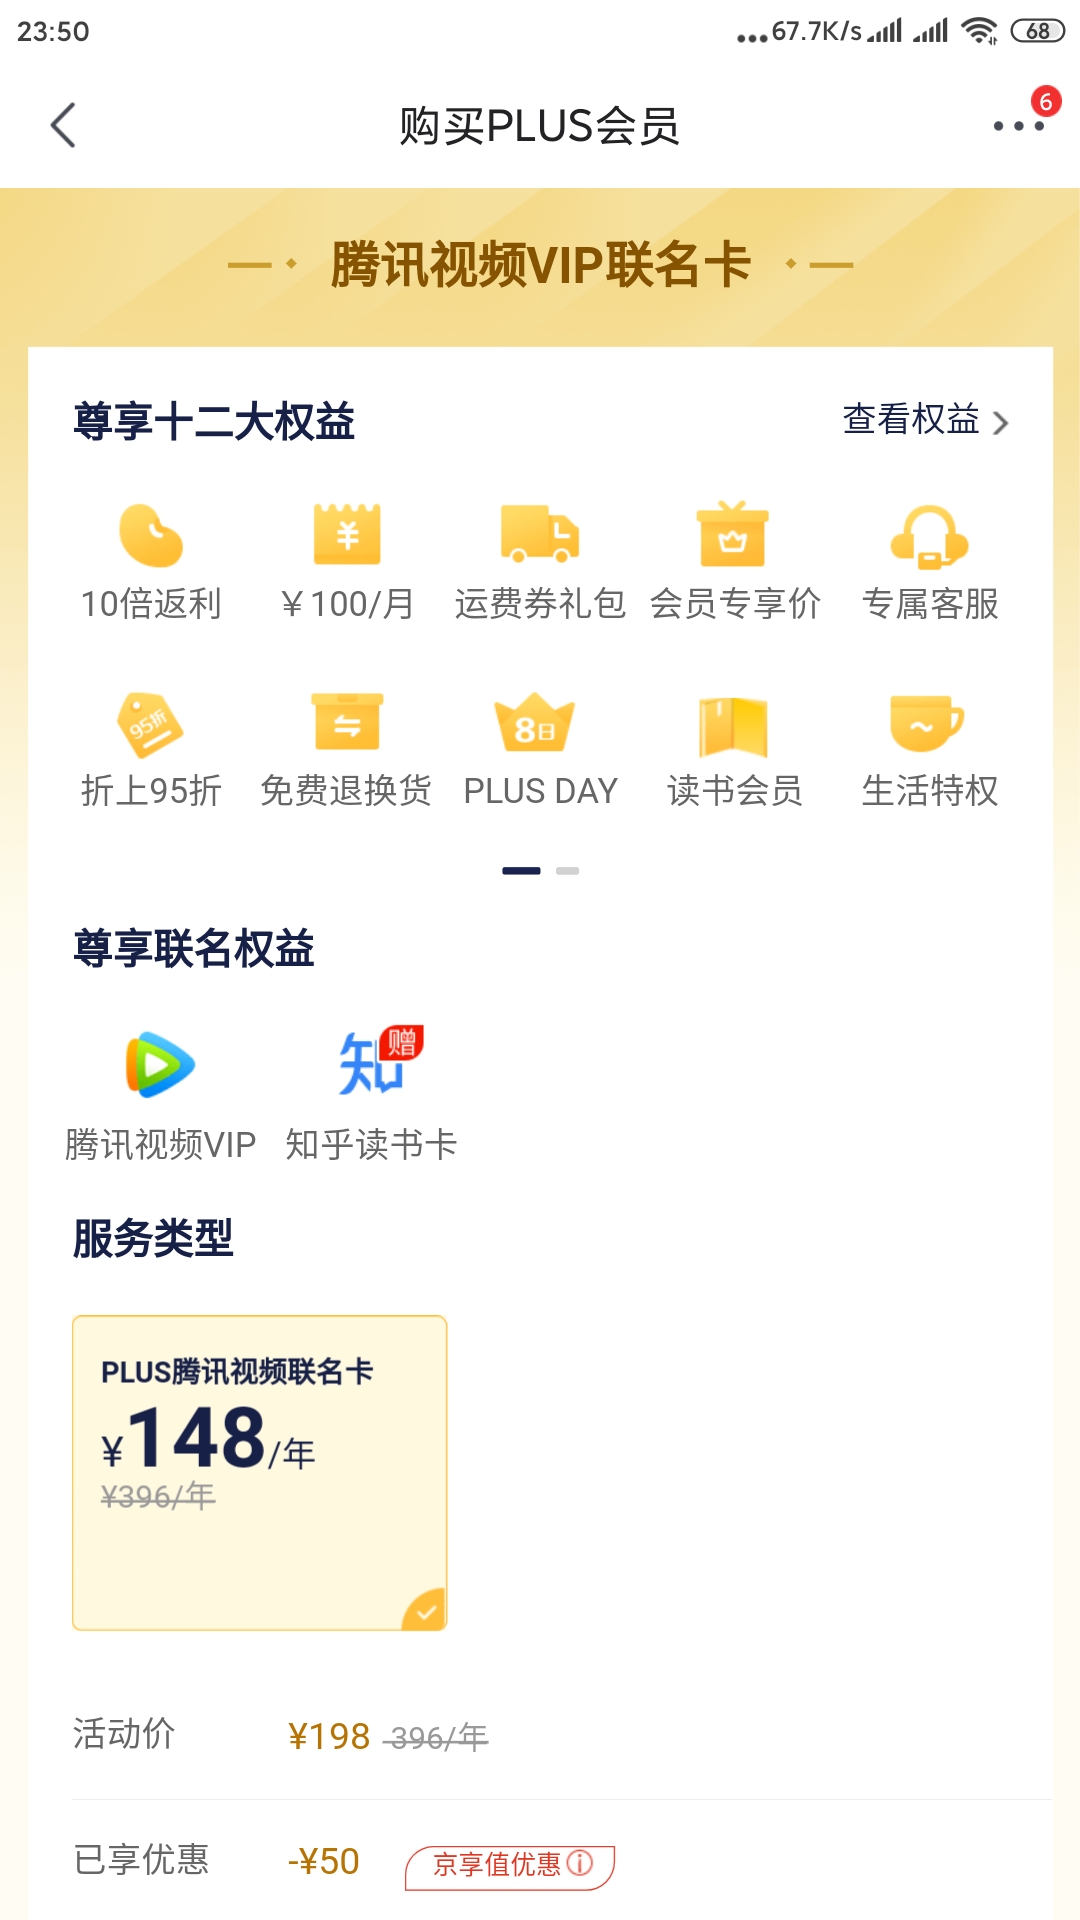 23:50
...67.7K/s
68
购买PLUS会员
6
腾讯视频VIP联名卡
尊享十二大权益
查看权益
¥
10倍返利
¥100/月
运费券礼包
会员专享价
专属客服
95折
8日
折上95折
免费退换货
PLUS DAY
读书会员
生活特权
尊享联名权益
知
赠
腾讯视频VIP
知乎读书卡
服务类型
PLUS腾讯视频联名卡
¥148/年
¥396/年
活动价
¥198 396/年
已享优惠
-¥50
京享值优惠